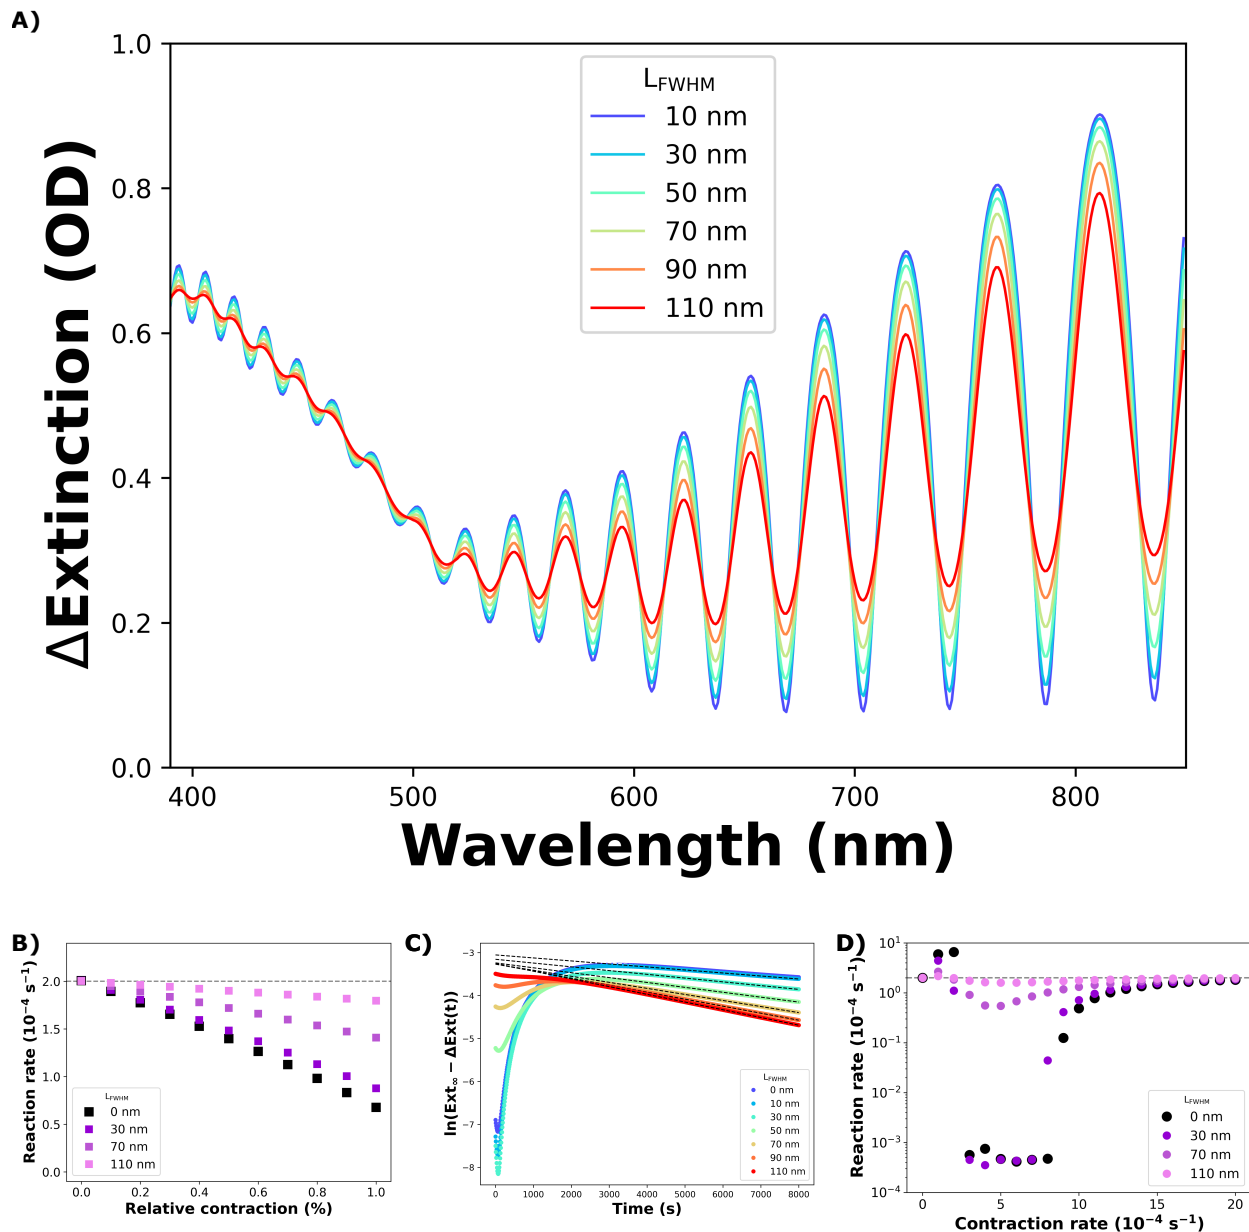 A)
ΔExtinction (OD)
1.0
0.8
0.6
0.4
0.2
0.0
L_FWHM
10 nm
30 nm
50 nm
70 nm
90 nm
110 nm
400 500 600 700 800
Wavelength (nm)
B)
Reaction rate (10⁻⁴ s⁻¹)
2.0
1.5
1.0
0.5
0.0
L_FWHM
0 nm
30 nm
70 nm
110 nm
0.0 0.2 0.4 0.6 0.8 1.0
Relative contraction (%)
C)
ln(Ext∞ − ΔExt(t))
−3
−4
−5
−6
−7
−8
L_FWHM
0 nm
10 nm
30 nm
50 nm
70 nm
90 nm
110 nm
0 1000 2000 3000 4000 5000 6000 7000 8000
Time (s)
D)
Reaction rate (10⁻⁴ s⁻¹)
10¹
10⁰
10⁻¹
10⁻²
10⁻³
10⁻⁴
L_FWHM
0 nm
30 nm
70 nm
110 nm
0 5 10 15 20
Contraction rate (10⁻⁴ s⁻¹)